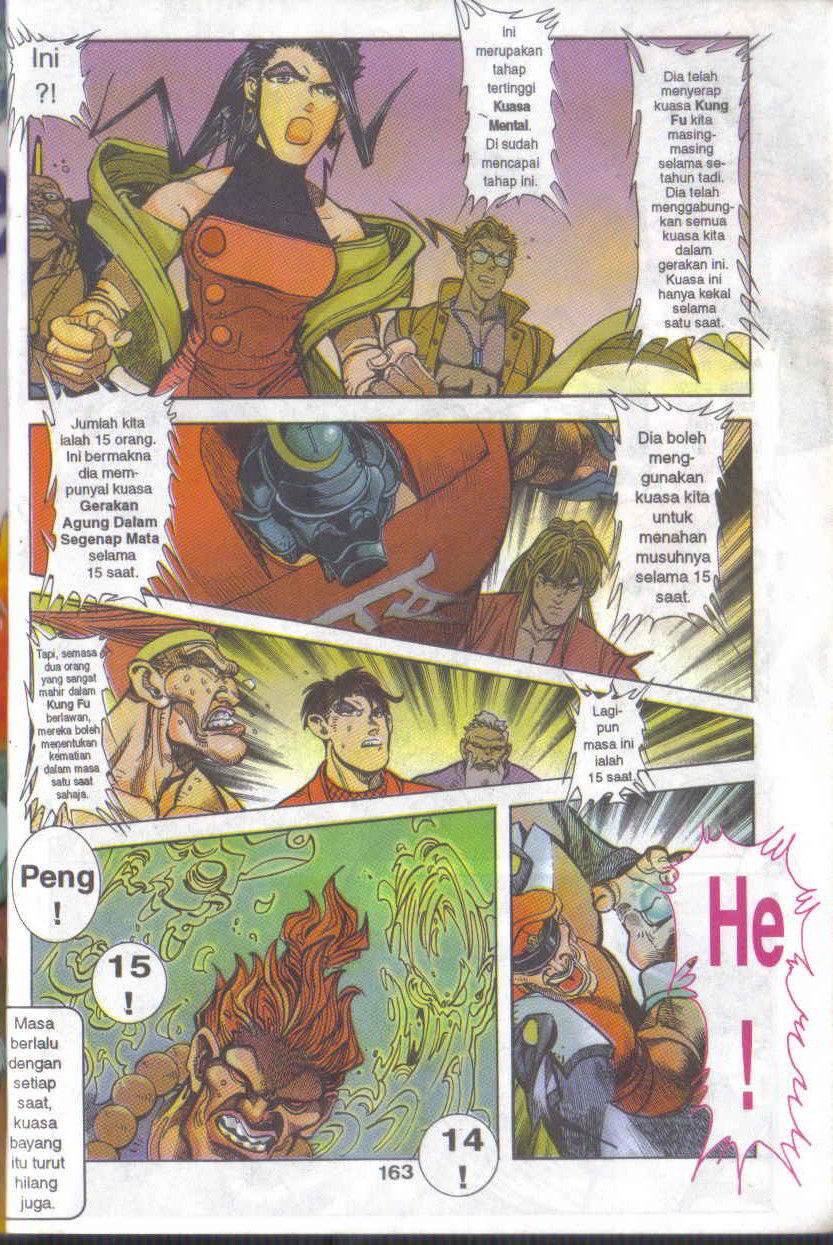 Ini
?!
Ini
merupakan
tahap
tertinggi
Kuasa
Mental.
Di sudah
mencapai
tahap ini.
Dia telah
menyerap
kuasa Kung
Fu kita
masing-
masing
selama se-
tahun tadi.
Dia telah
menggabung-
kan semua
kuasa kita
dalam
gerakan ini.
Kuasa ini
hanya kekal
selama
satu saat.
Jumlah kita
ialah 15 orang.
Ini bermakna
dia mem-
punyai kuasa
Gerakan
Agung Dalam
Segenap Mata
selama
15 saat.
Dia boleh
meng-
gunakan
kuasa kita
untuk
menahan
musuhnya
selama 15
saat.
Tapi, semasa
dua orang
yang sangat
mahir dalam
Kung Fu
berlawan,
mereka boleh
menentukan
kematian
dalam masa
satu saat
sahaja.
Lagi-
pun
masa ini
ialah
15 saat.
Peng
!
15
!
Masa
berlalu
dengan
setiap
saat,
kuasa
bayang
itu turut
hilang
juga.
14
!
He
!
163